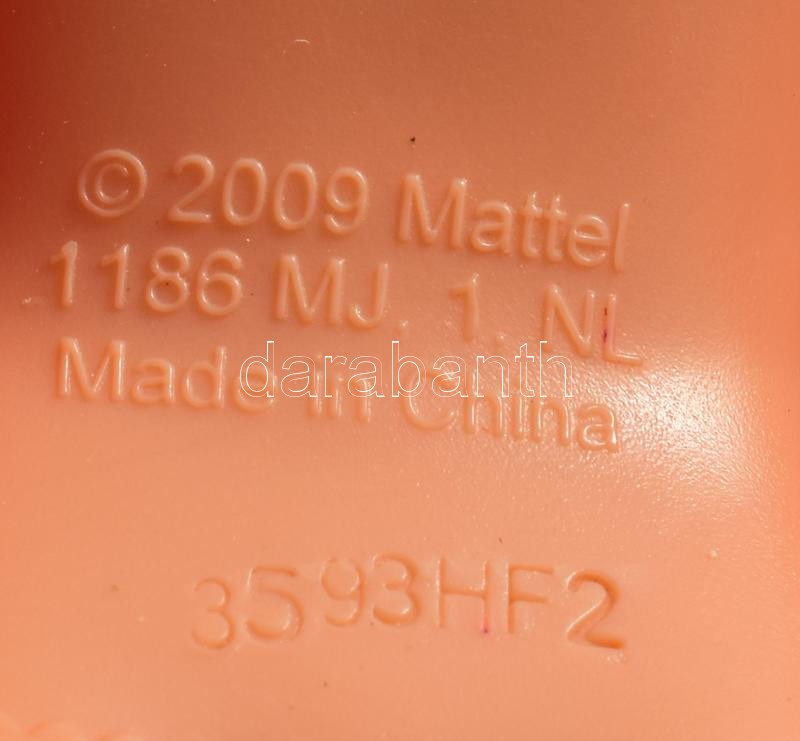 © 2009 Mattel
1186 MJ, 1, NL
Made in China
darabanth
3593HF2